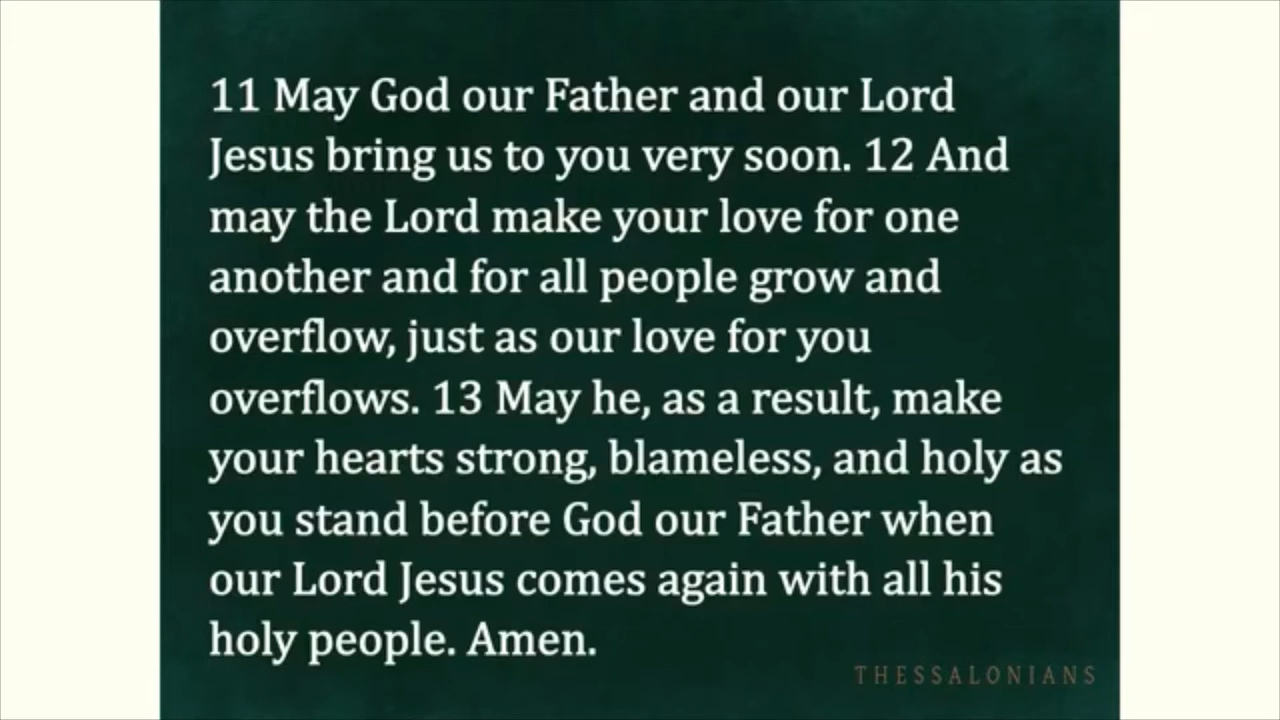 11 May God our Father and our Lord
Jesus bring us to you very soon. 12 And
may the Lord make your love for one
another and for all people grow and
overflow, just as our love for you
overflows. 13 May he, as a result, make
your hearts strong, blameless, and holy as
you stand before God our Father when
our Lord Jesus comes again with all his
holy people. Amen.
THESSALONIANS